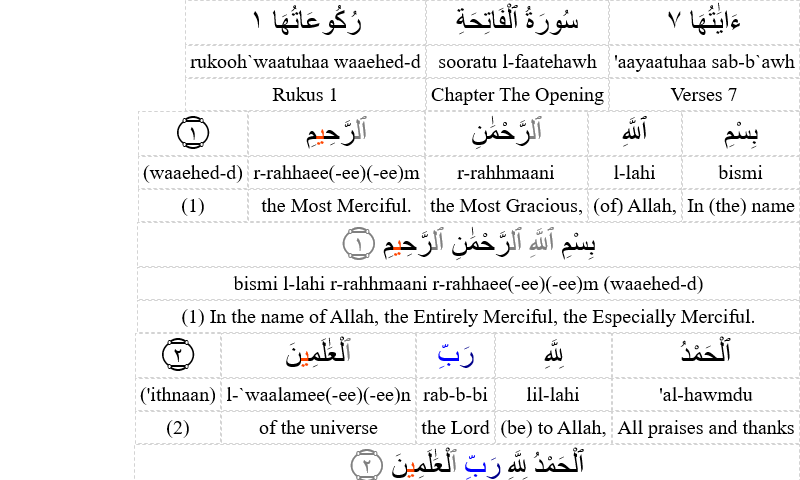 ءَايَٰتُهَا ٧ سُورَةُ ٱلْفَاتِحَةِ رُكُوعَاتُهَا ١
'aayaatuhaa sab-b`awh sooratu l-faatehawh rukooh`waatuhaa waaehed-d
Verses 7 Chapter The Opening Rukus 1
بِسْمِ ٱللَّهِ ٱلرَّحْمَٰنِ ٱلرَّحِيمِ ١
bismi l-lahi r-rahhmaani r-rahhaee(-ee)(-ee)m (waaehed-d)
In (the) name (of) Allah, the Most Gracious, the Most Merciful. (1)
بِسْمِ ٱللَّهِ ٱلرَّحْمَٰنِ ٱلرَّحِيمِ ١
bismi l-lahi r-rahhmaani r-rahhaee(-ee)(-ee)m (waaehed-d)
(1) In the name of Allah, the Entirely Merciful, the Especially Merciful.
ٱلْحَمْدُ لِلَّهِ رَبِّ ٱلْعَٰلَمِينَ ٢
'al-hawmdu lil-lahi rab-b-bi l-`waalamee(-ee)(-ee)n ('ithnaan)
All praises and thanks (be) to Allah, the Lord of the universe (2)
ٱلْحَمْدُ لِلَّهِ رَبِّ ٱلْعَٰلَمِينَ ٢